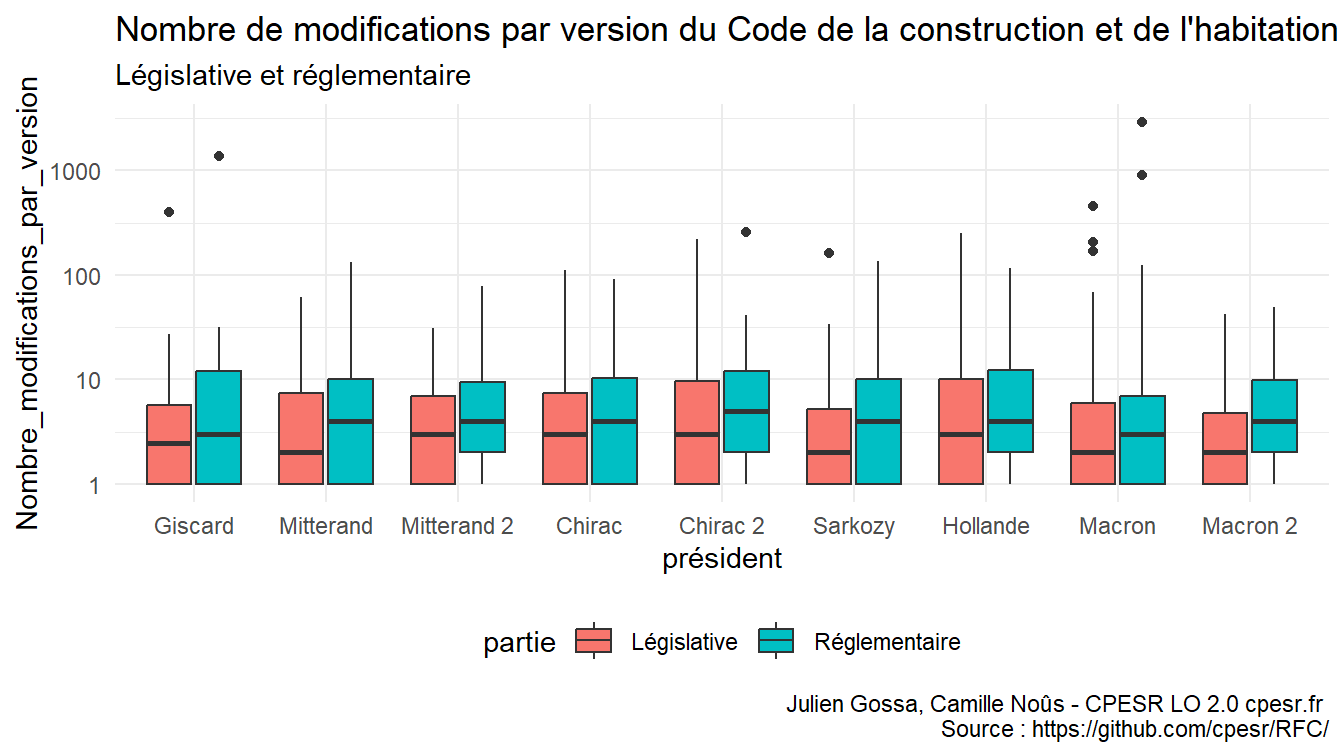 Nombre de modifications par version du Code de la construction et de l'habitation
Législative et réglementaire
Nombre_modifications_par_version
1000
100
10
1
Giscard Mitterand Mitterand 2 Chirac Chirac 2 Sarkozy Hollande Macron Macron 2
président
partie Législative Réglementaire
Julien Gossa, Camille Noûs - CPESR LO 2.0 cpesr.fr
Source : https://github.com/cpesr/RFC/